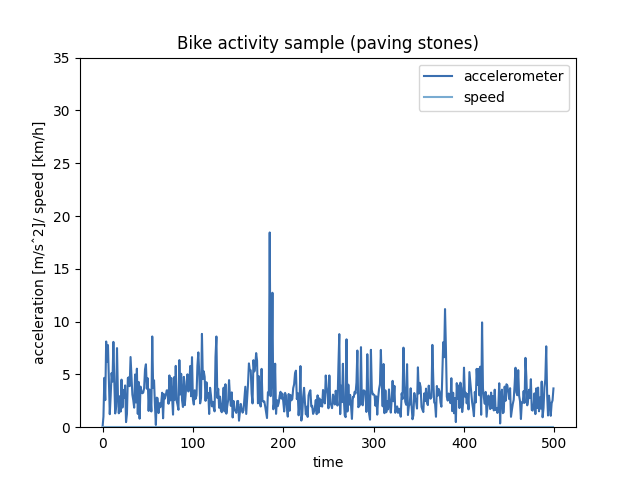 Bike activity sample (paving stones)
accelerometer
speed
35
30
25
20
15
10
5
0
acceleration [m/sˆ2]/ speed [km/h]
0 100 200 300 400 500
time